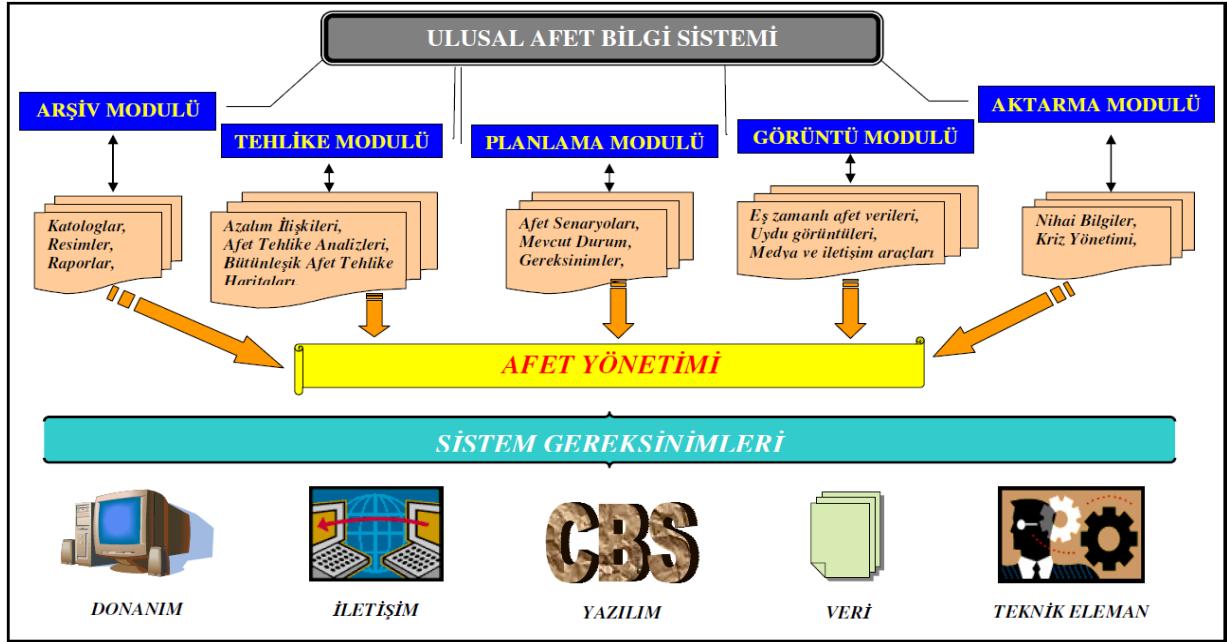 ULUSAL AFET BİLGİ SİSTEMİ
ARŞİV MODULÜ
TEHLİKE MODULÜ
PLANLAMA MODULÜ
GÖRÜNTÜ MODULÜ
AKTARMA MODULÜ
Katologlar,
Resimler,
Raporlar,
Azalım İlişkileri,
Afet Tehlike Analizleri,
Bütünleşik Afet Tehlike
Haritaları.
Afet Senaryoları,
Mevcut Durum,
Gereksinimler,
Eş zamanlı afet verileri,
Uydu görüntüleri,
Medya ve iletişim araçları
Nihai Bilgiler,
Kriz Yönetimi,
AFET YÖNETİMİ
SİSTEM GEREKSİNİMLERİ
CBS
DONANIM
İLETİŞİM
YAZILIM
VERİ
TEKNİK ELEMAN